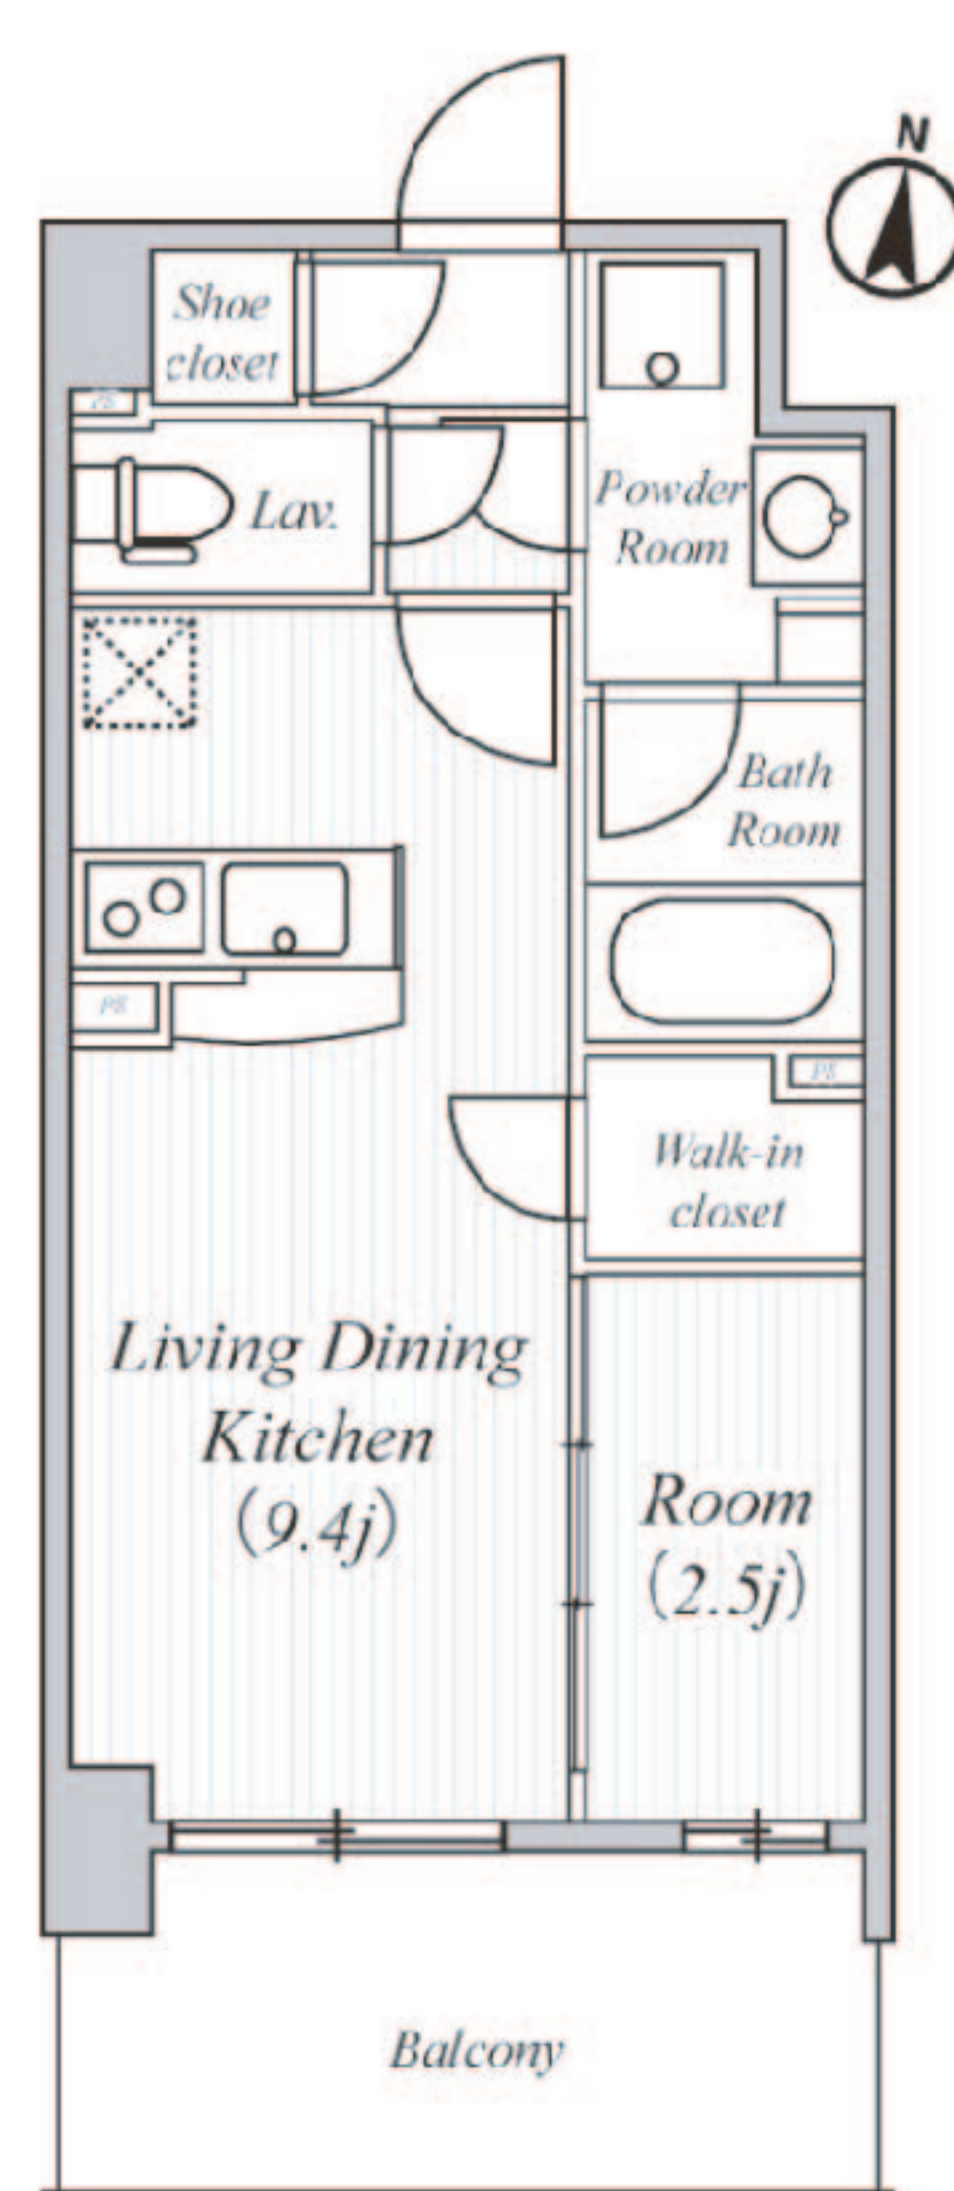 N
Shoe
closet
PS
Lav.
Powder
Room
Bath
Room
PS
PS
Walk-in
closet
Living Dining
Kitchen
(9.4j)
Room
(2.5j)
Balcony